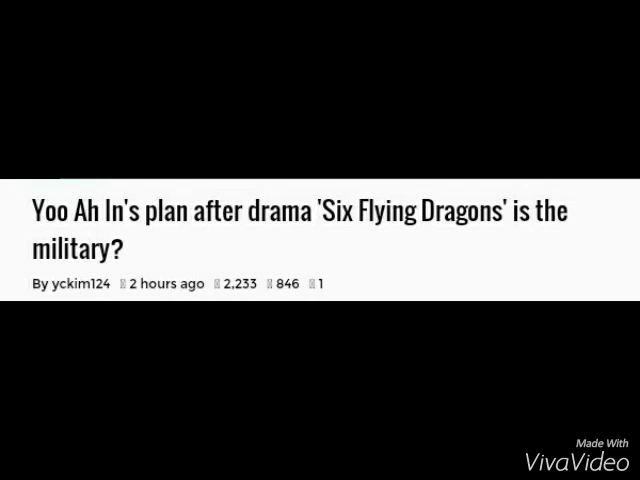 Yoo Ah In's plan after drama 'Six Flying Dragons' is the
military?
By yckim124 2 hours ago 2,233 846 1
Made With
VivaVideo